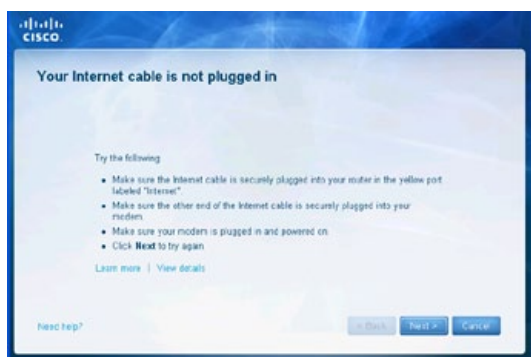 CISCO
Your Internet cable is not plugged in
Try the following:
• Make sure the Internet cable is securely plugged into your router in the yellow port
labeled "Internet".
• Make sure the other end of the Internet cable is securely plugged into your
modem.
• Make sure your modem is plugged in and powered on.
• Click Next to try again.
Learn more | View details
Need help?
< Back
Next >
Cancel